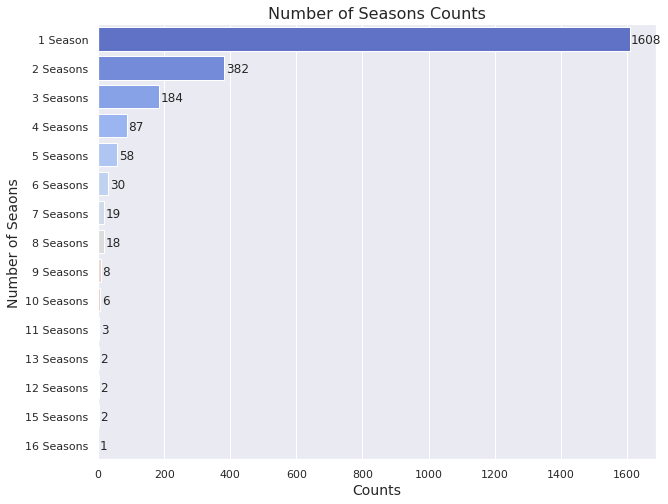 Number of Seasons Counts
1 Season 1608
2 Seasons 382
3 Seasons 184
4 Seasons 87
5 Seasons 58
6 Seasons 30
7 Seasons 19
8 Seasons 18
9 Seasons 8
10 Seasons 6
11 Seasons 3
13 Seasons 2
12 Seasons 2
15 Seasons 2
16 Seasons 1
Number of Seaons
0 200 400 600 800 1000 1200 1400 1600
Counts